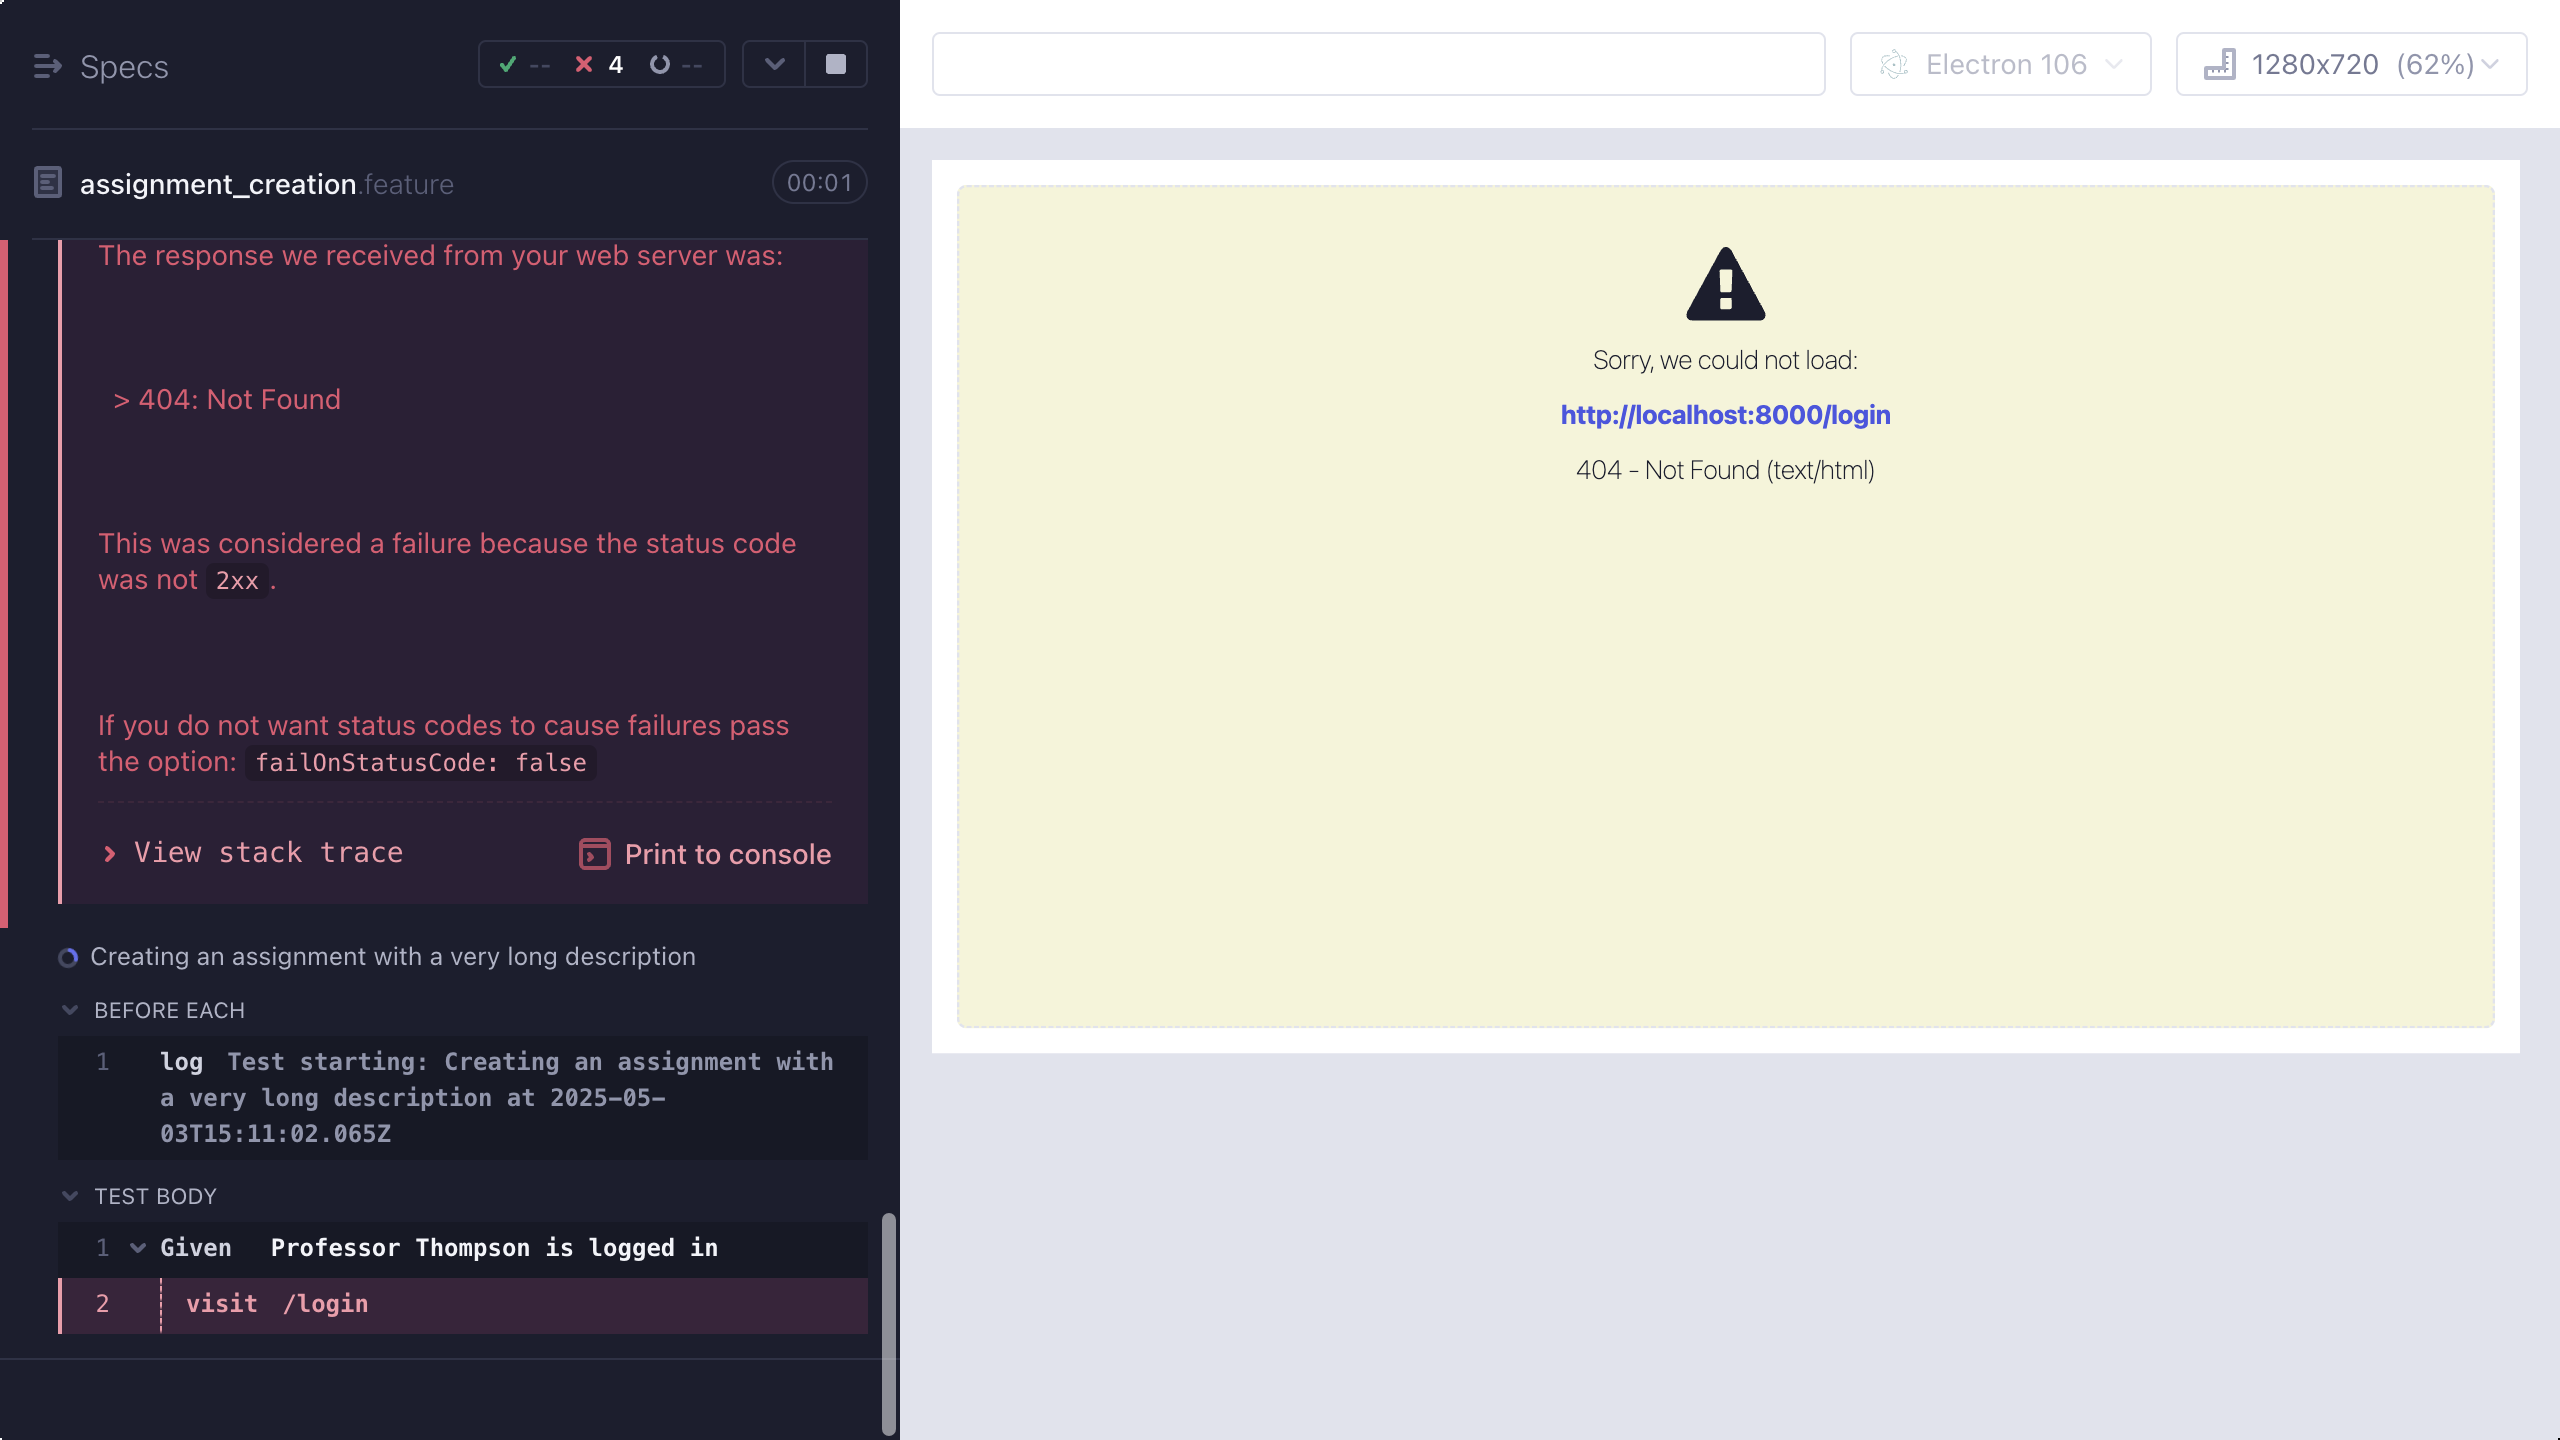 Specs
-- 4 --
assignment_creation.feature
00:01
The response we received from your web server was:
> 404: Not Found
This was considered a failure because the status code
was not 2xx.
If you do not want status codes to cause failures pass
the option: failOnStatusCode: false
View stack trace
Print to console
Creating an assignment with a very long description
BEFORE EACH
1 log Test starting: Creating an assignment with
a very long description at 2025-05-
03T15:11:02.065Z
TEST BODY
1 Given Professor Thompson is logged in
2 visit /login
Electron 106
1280x720 (62%)
Sorry, we could not load:
http://localhost:8000/login
404 - Not Found (text/html)